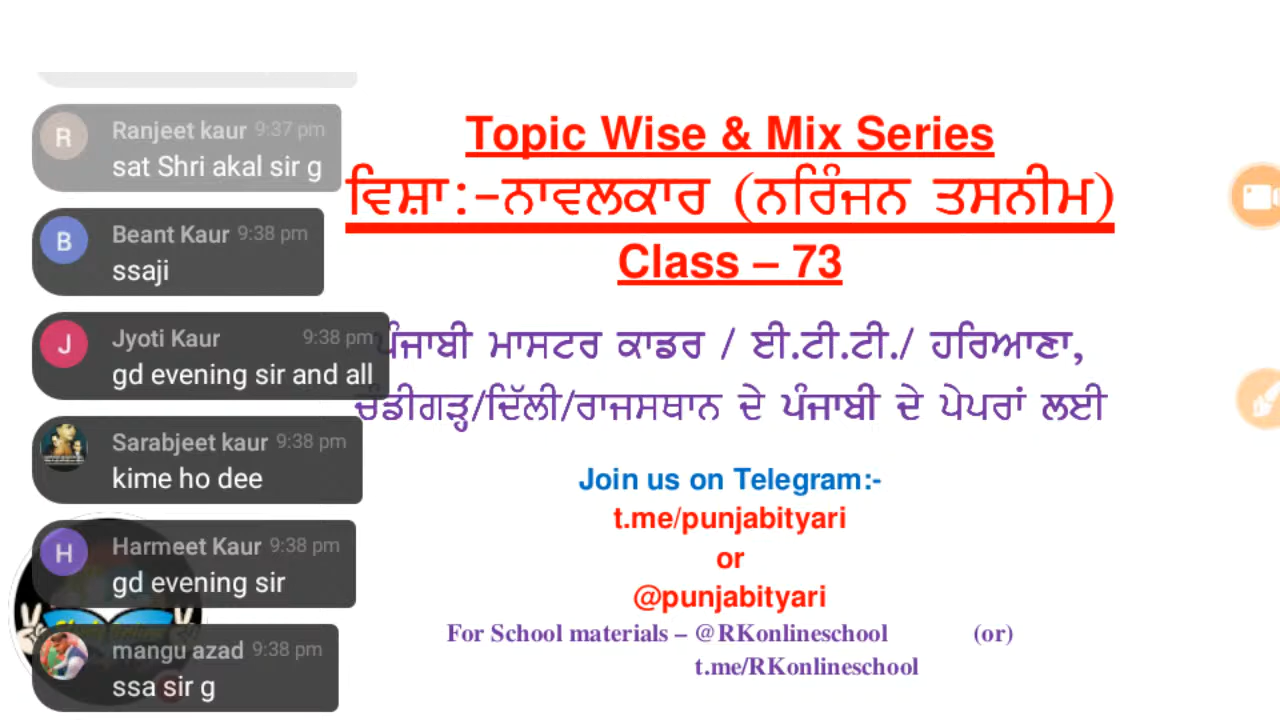 Ranjeet kaur 9:37 pm
sat Shri akal sir g
Beant Kaur 9:38 pm
ssaji
Jyoti Kaur 9:38 pm
gd evening sir and all
Sarabjeet kaur 9:38 pm
kime ho dee
Harmeet Kaur 9:38 pm
gd evening sir
mangu azad 9:38 pm
ssa sir g
Topic Wise & Mix Series
ਵਿਸ਼ਾ:-ਨਾਵਲਕਾਰ (ਨਰਿੰਜਨ ਤਸਨੀਮ)
Class – 73
ਪੰਜਾਬੀ ਮਾਸਟਰ ਕਾਡਰ / ਈ.ਟੀ.ਟੀ./ ਹਰਿਆਣਾ,
ਚੰਡੀਗੜ੍ਹ/ਦਿੱਲੀ/ਰਾਜਸਥਾਨ ਦੇ ਪੰਜਾਬੀ ਦੇ ਪੇਪਰਾਂ ਲਈ
Join us on Telegram:-
t.me/punjabityari
or
@punjabityari
For School materials – @RKonlineschool (or)
t.me/RKonlineschool